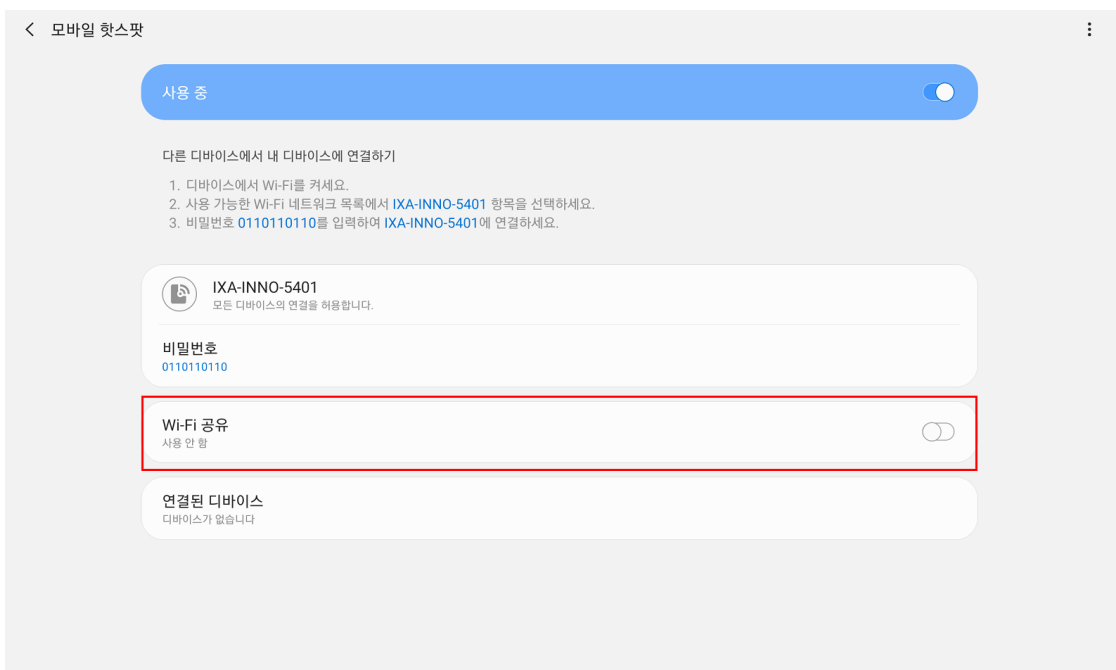 모바일 핫스팟
사용 중
다른 디바이스에서 내 디바이스에 연결하기
1. 디바이스에서 Wi-Fi를 켜세요.
2. 사용 가능한 Wi-Fi 네트워크 목록에서 IXA-INNO-5401 항목을 선택하세요.
3. 비밀번호 0110110110를 입력하여 IXA-INNO-5401에 연결하세요.
IXA-INNO-5401
모든 디바이스의 연결을 허용합니다.
비밀번호
0110110110
Wi-Fi 공유
사용 안 함
연결된 디바이스
디바이스가 없습니다